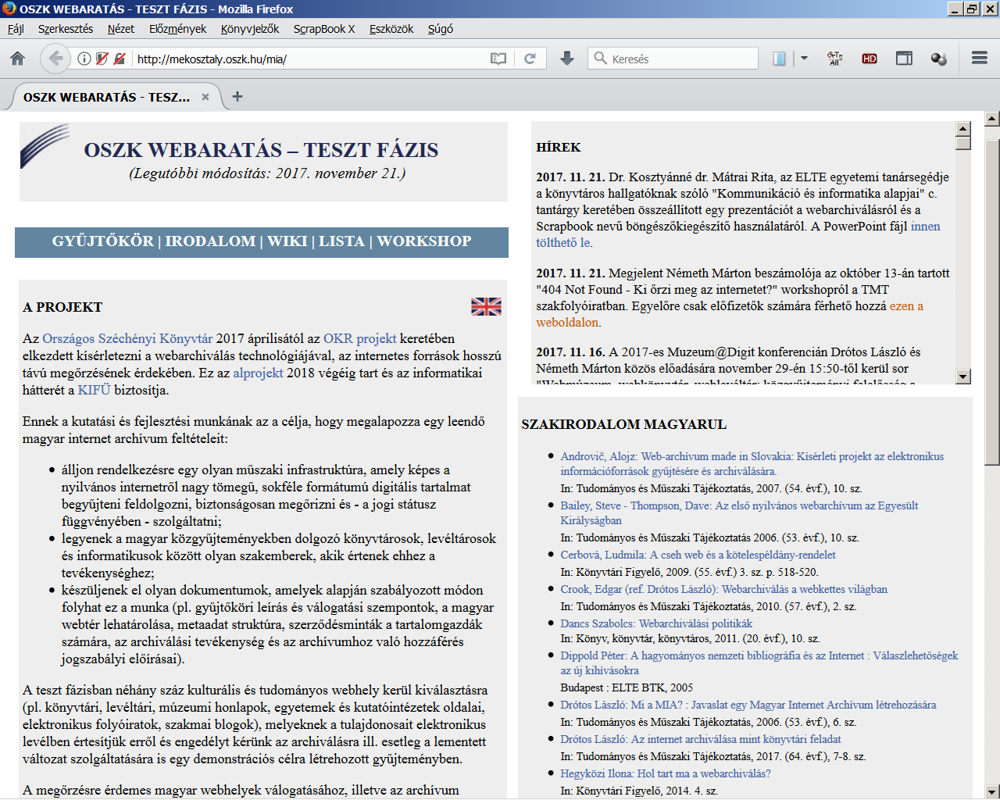 OSZK WEBARATÁS - TESZT FÁZIS - Mozilla Firefox
Fájl Szerkesztés Nézet Előzmények Könyvjelzők ScrapBook X Eszközök Súgó
http://mekosztaly.oszk.hu/mia/
Keresés
HD
OSZK WEBARATÁS - TESZ...
OSZK WEBARATÁS – TESZT FÁZIS
(Legutóbbi módosítás: 2017. november 21.)
GYŰJTŐKÖR | IRODALOM | WIKI | LISTA | WORKSHOP
A PROJEKT
Az Országos Széchényi Könyvtár 2017 áprilisától az OKR projekt keretében
elkezdett kísérletezni a webarchiválás technológiájával, az internetes források hosszú
távú megőrzésének érdekében. Ez az alprojekt 2018 végéig tart és az informatikai
hátterét a KIFÜ biztosítja.
Ennek a kutatási és fejlesztési munkának az a célja, hogy megalapozza egy leendő
magyar internet archívum feltételeit:
álljon rendelkezésre egy olyan műszaki infrastruktúra, amely képes a
nyilvános internetről nagy tömegű, sokféle formátumú digitális tartalmat
begyűjteni feldolgozni, biztonságosan megőrizni és - a jogi státusz
függvényében - szolgáltatni;
legyenek a magyar közgyűjteményekben dolgozó könyvtárosok, levéltárosok
és informatikusok között olyan szakemberek, akik értenek ehhez a
tevékenységhez;
készüljenek el olyan dokumentumok, amelyek alapján szabályozott módon
folyhat ez a munka (pl. gyűjtőköri leírás és válogatási szempontok, a magyar
webtér lehatárolása, metaadat struktúra, szerződésminták a tartalomgazdák
számára, az archiválási tevékenység és az archívumhoz való hozzáférés
jogszabályi előírásai).
A teszt fázisban néhány száz kulturális és tudományos webhely kerül kiválasztásra
(pl. könyvtári, levéltári, múzeumi honlapok, egyetemek és kutatóintézetek oldalai,
elektronikus folyóiratok, szakmai blogok), melyeknek a tulajdonosait elektronikus
levélben értesítjük erről és engedélyt kérünk az archiválásra ill. esetleg a lementett
változat szolgáltatására is egy demonstrációs célra létrehozott gyűjteményben.
A megőrzésre érdemes magyar webhelyek válogatásához, illetve az archívum
HÍREK
2017. 11. 21. Dr. Kosztyánné dr. Mátrai Rita, az ELTE egyetemi tanársegédje
a könyvtáros hallgatóknak szóló "Kommunikáció és informatika alapjai" c.
tantárgy keretében összeállított egy prezentációt a webarchiválásról és a
Scrapbook nevű böngészőkiegészítő használatáról. A PowerPoint fájl innen
tölthető le.
2017. 11. 21. Megjelent Németh Márton beszámolója az október 13-án tartott
"404 Not Found - Ki őrzi meg az internetet?" workshopról a TMT
szakfolyóiratban. Egyelőre csak előfizetők számára férhető hozzá ezen a
weboldalon.
2017. 11. 16. A 2017-es Muzeum@Digit konferencián Drótos László és
Németh Márton közös előadására november 29-én 15:50-től kerül sor
"Webmúzeum, webkönyvtár, weblevéltár: közgyűjteményi felelősség a
SZAKIRODALOM MAGYARUL
Androvič, Alojz: Web-archívum made in Slovakia: Kísérleti projekt az elektronikus
információforrások gyűjtésére és archiválására.
In: Tudományos és Műszaki Tájékoztatás, 2007. (54. évf.), 10. sz.
Bailey, Steve - Thompson, Dave: Az első nyilvános webarchívum az Egyesült
Királyságban
In: Tudományos és Műszaki Tájékoztatás 2006. (53. évf.), 10. sz.
Cerbová, Ludmila: A cseh web és a kötelespéldány-rendelet
In: Könyvtári Figyelő, 2009. (55. évf.) 3. sz. p. 518-520.
Crook, Edgar (ref. Drótos László): Webarchiválás a webkettes világban
In: Tudományos és Műszaki Tájékoztatás, 2010. (57. évf.), 2. sz.
Dancs Szabolcs: Webarchiválási politikák
In: Könyv, könyvtár, könyvtáros, 2011. (20. évf.), 10. sz.
Dippold Péter: A hagyományos nemzeti bibliográfia és az Internet : Válaszlehetőségek
az új kihívásokra
Budapest : ELTE BTK, 2005
Drótos László: Mi a MIA? : Javaslat egy Magyar Internet Archívum létrehozására
In: Tudományos és Műszaki Tájékoztatás, 2006. (53. évf.), 6. sz.
Drótos László: Az internet archiválása mint könyvtári feladat
In: Tudományos és Műszaki Tájékoztatás, 2017. (64. évf.), 7-8. sz.
Hegyközi Ilona: Hol tart ma a webarchiválás?
In: Könyvtári Figyelő, 2014. 4. sz.